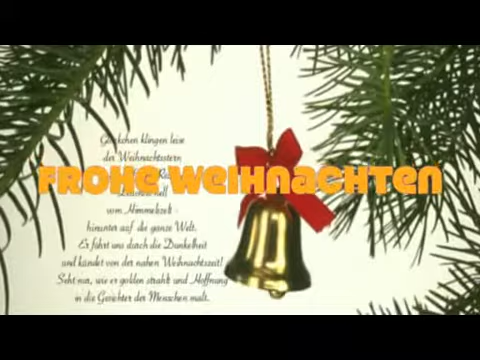 Glöckchen klingen leise
der Weihnachtsstern
FROHE WEIHNACHTEN
vom Himmelszelt -
hinunter auf die ganze Welt.
Er führt uns durch die Dunkelheit
und kündet von der nahen Weihnachtszeit!
Seht nur, wie er golden strahlt und Hoffnung
in die Gesichter der Menschen malt.